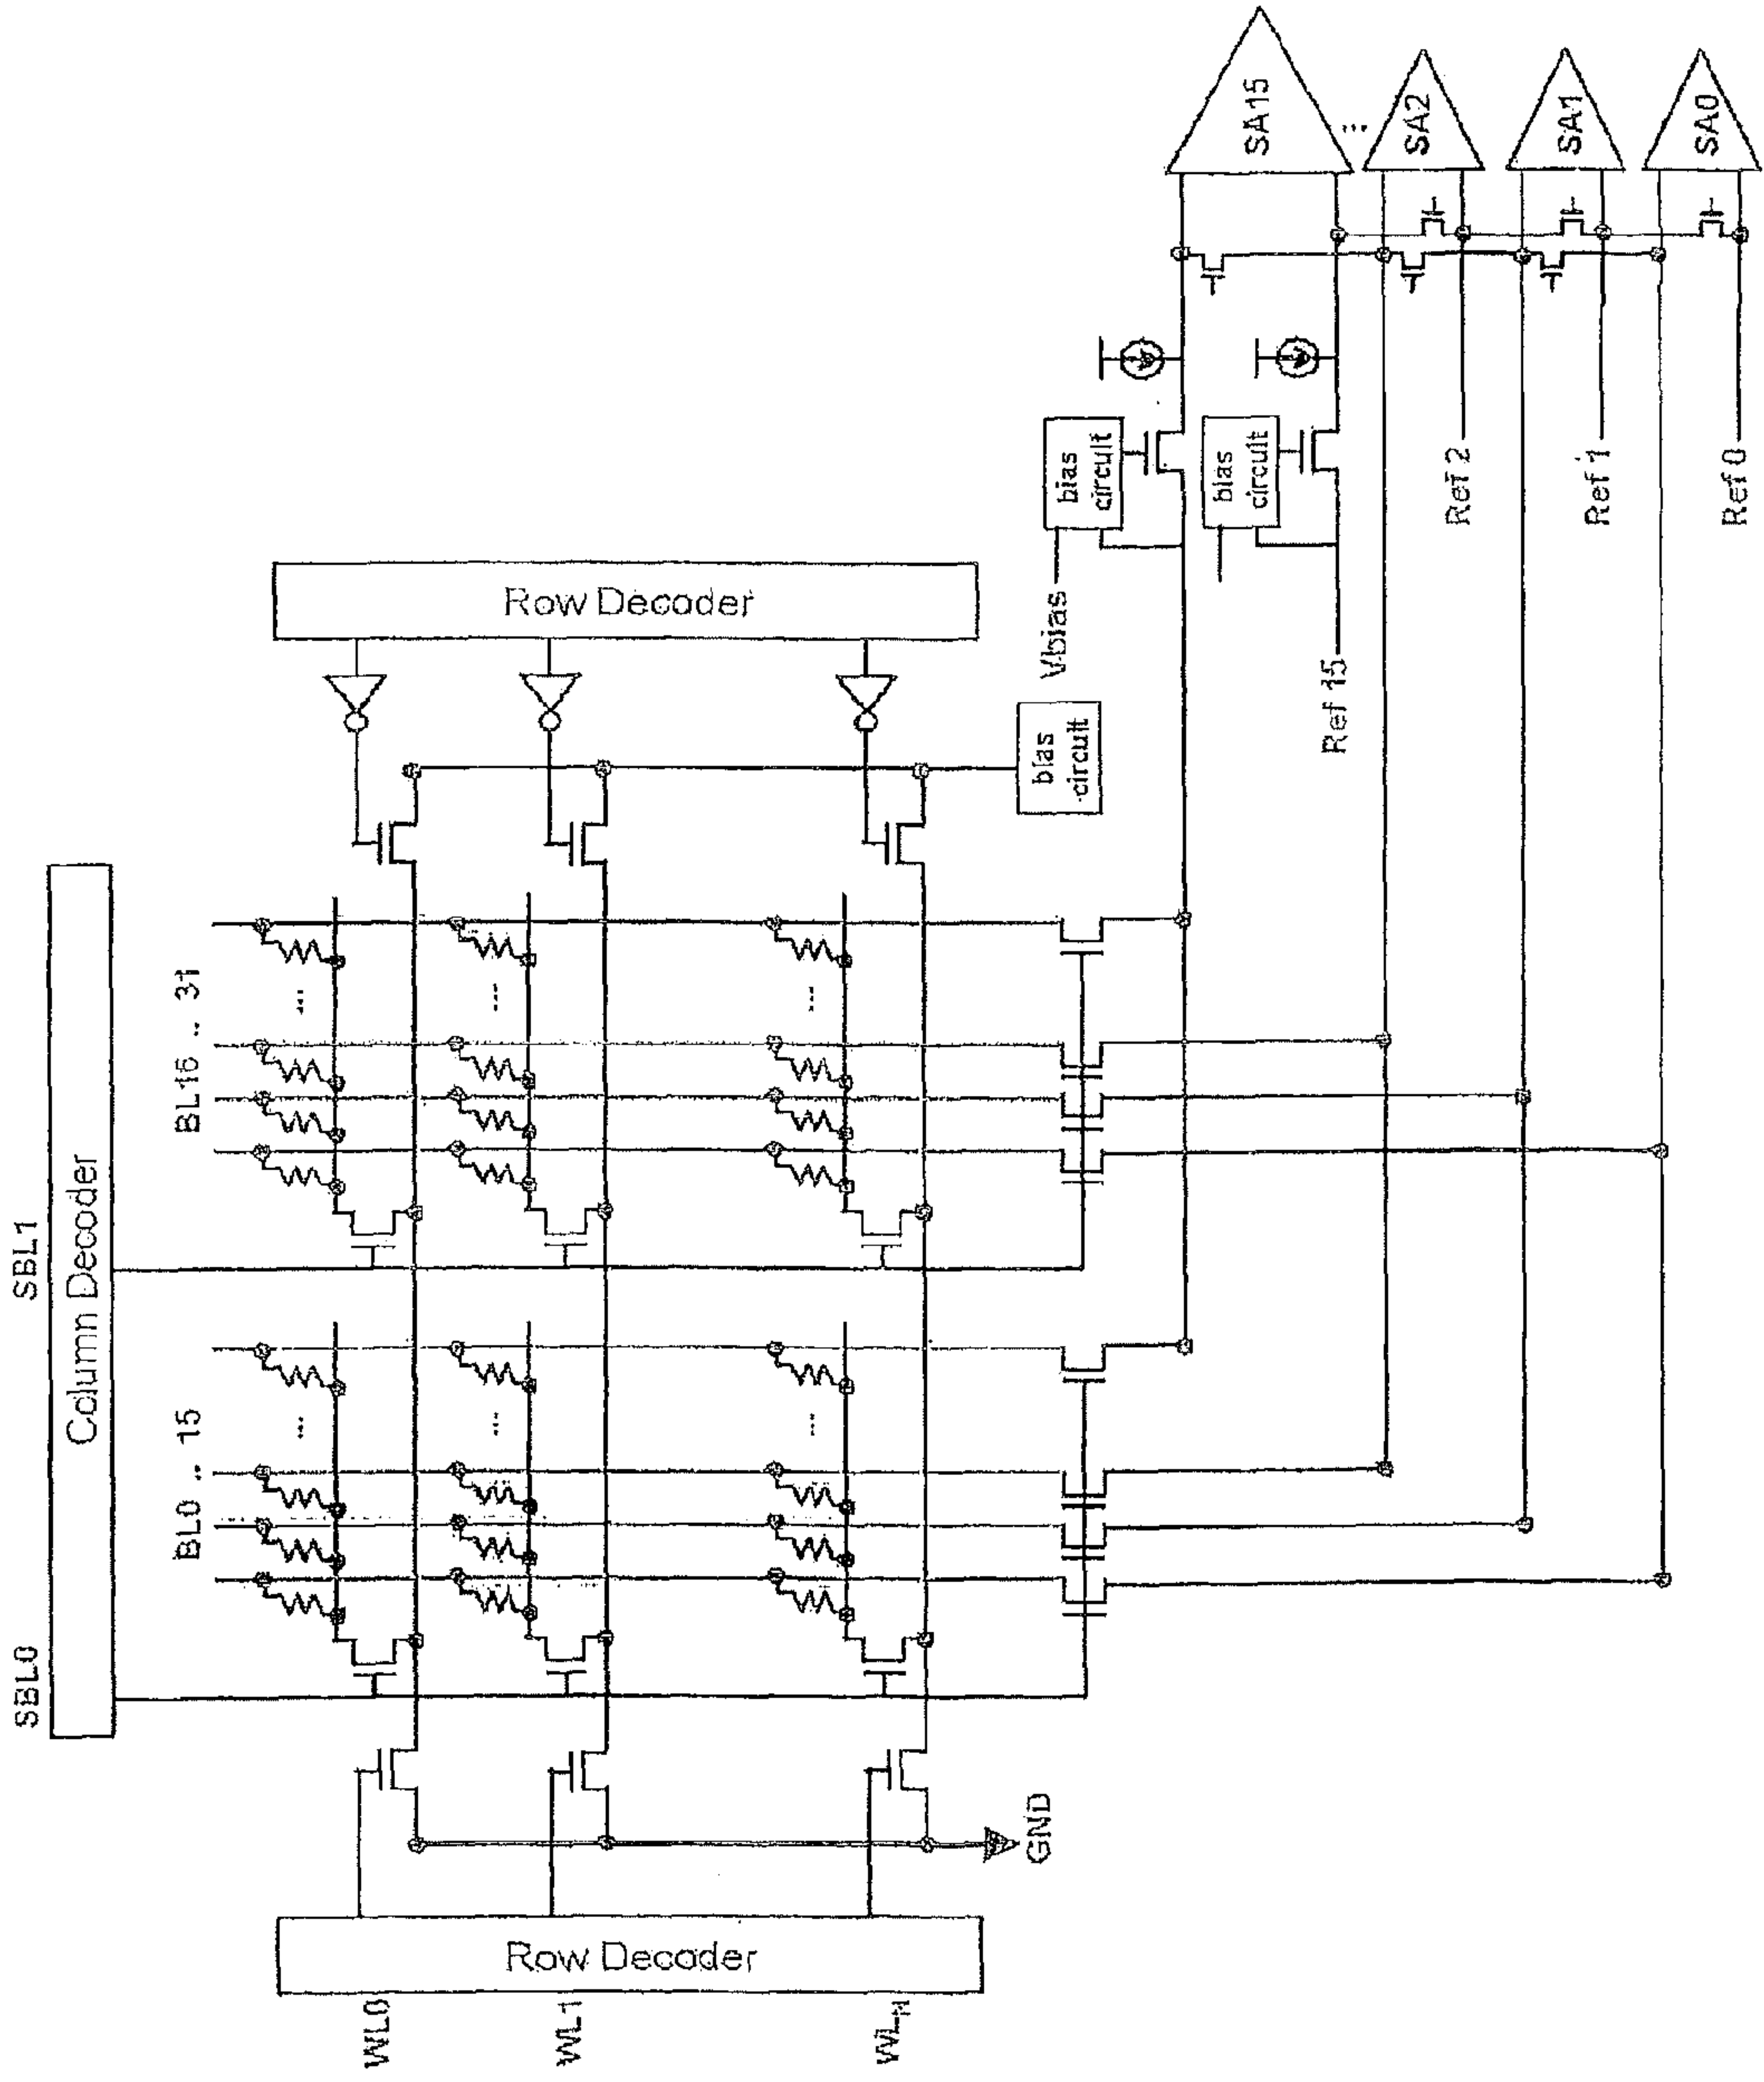 SBL0
SBL1
Column Decoder
BL0 .. 15
BL16 .. 31
WL0
WL1
WLM
Row Decoder
Row Decoder
GND
bias
circuit
Vbias
bias
circuit
bias
circuit
Ref 15
Ref 2
Ref 1
Ref 0
SA15
...
SA2
SA1
SA0